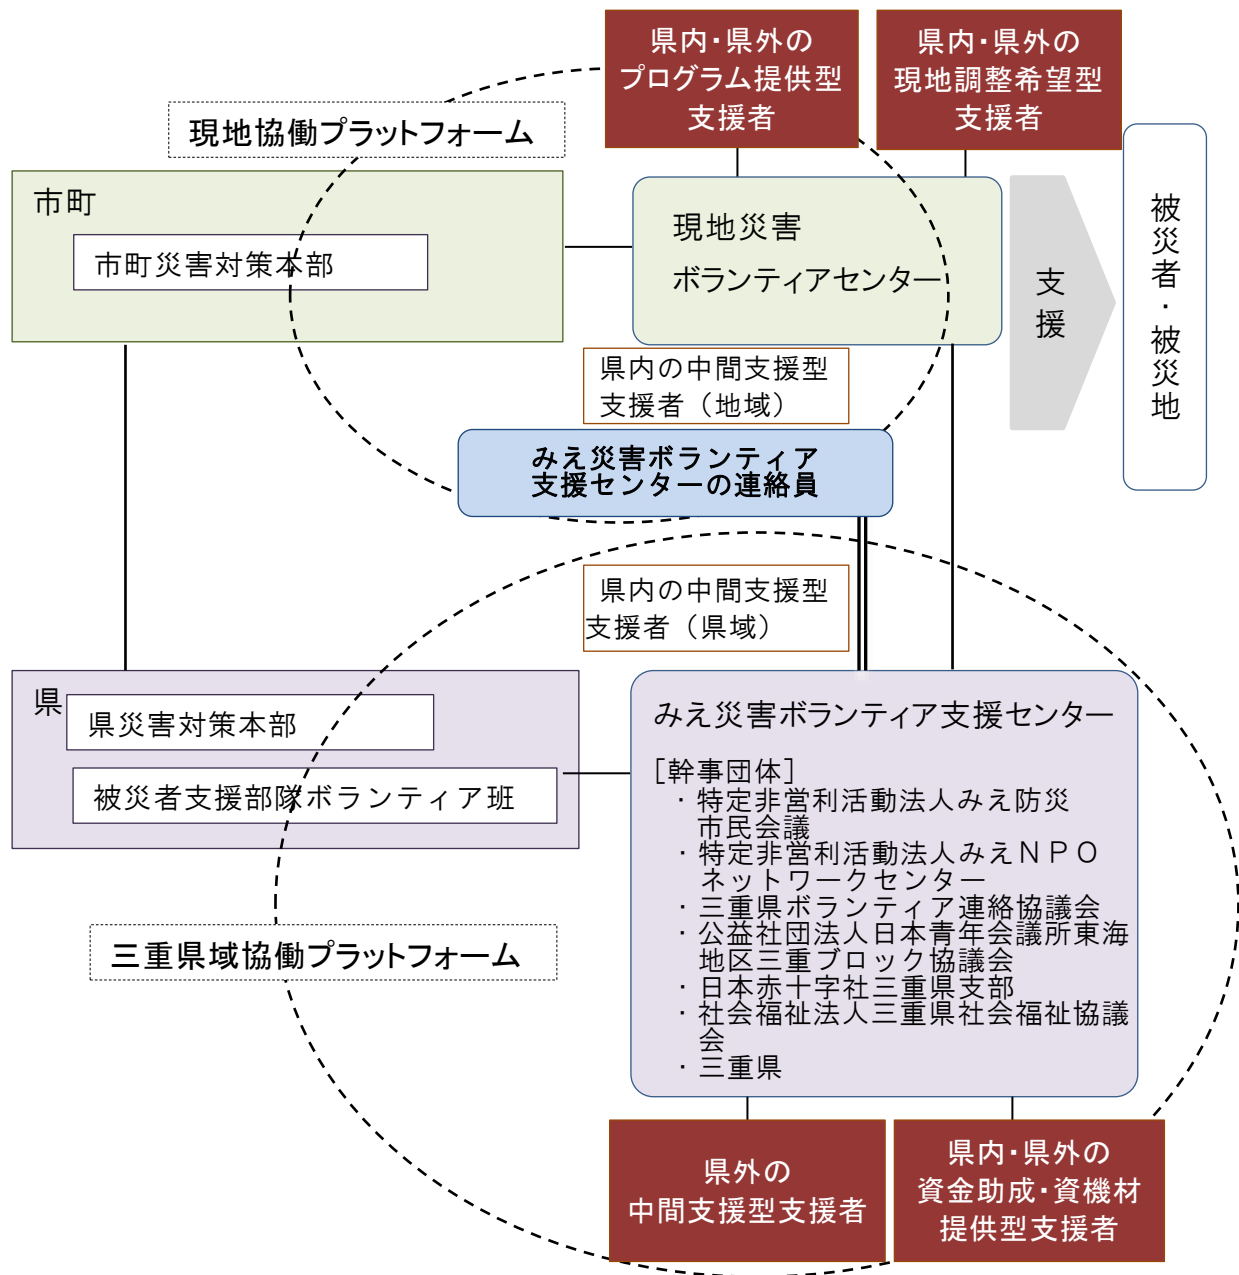 県内・県外の
プログラム提供型
支援者
県内・県外の
現地調整希望型
支援者
現地協働プラットフォーム
市町
市町災害対策本部
現地災害
ボランティアセンター
支援
被災者・被災地
県内の中間支援型
支援者（地域）
みえ災害ボランティア
支援センターの連絡員
県内の中間支援型
支援者（県域）
県
県災害対策本部
被災者支援部隊ボランティア班
みえ災害ボランティア支援センター
［幹事団体］
・特定非営利活動法人みえ防災
市民会議
・特定非営利活動法人みえＮＰＯ
ネットワークセンター
・三重県ボランティア連絡協議会
・公益社団法人日本青年会議所東海
地区三重ブロック協議会
・日本赤十字社三重県支部
・社会福祉法人三重県社会福祉協議
会
・三重県
三重県域協働プラットフォーム
県外の
中間支援型支援者
県内・県外の
資金助成・資機材
提供型支援者